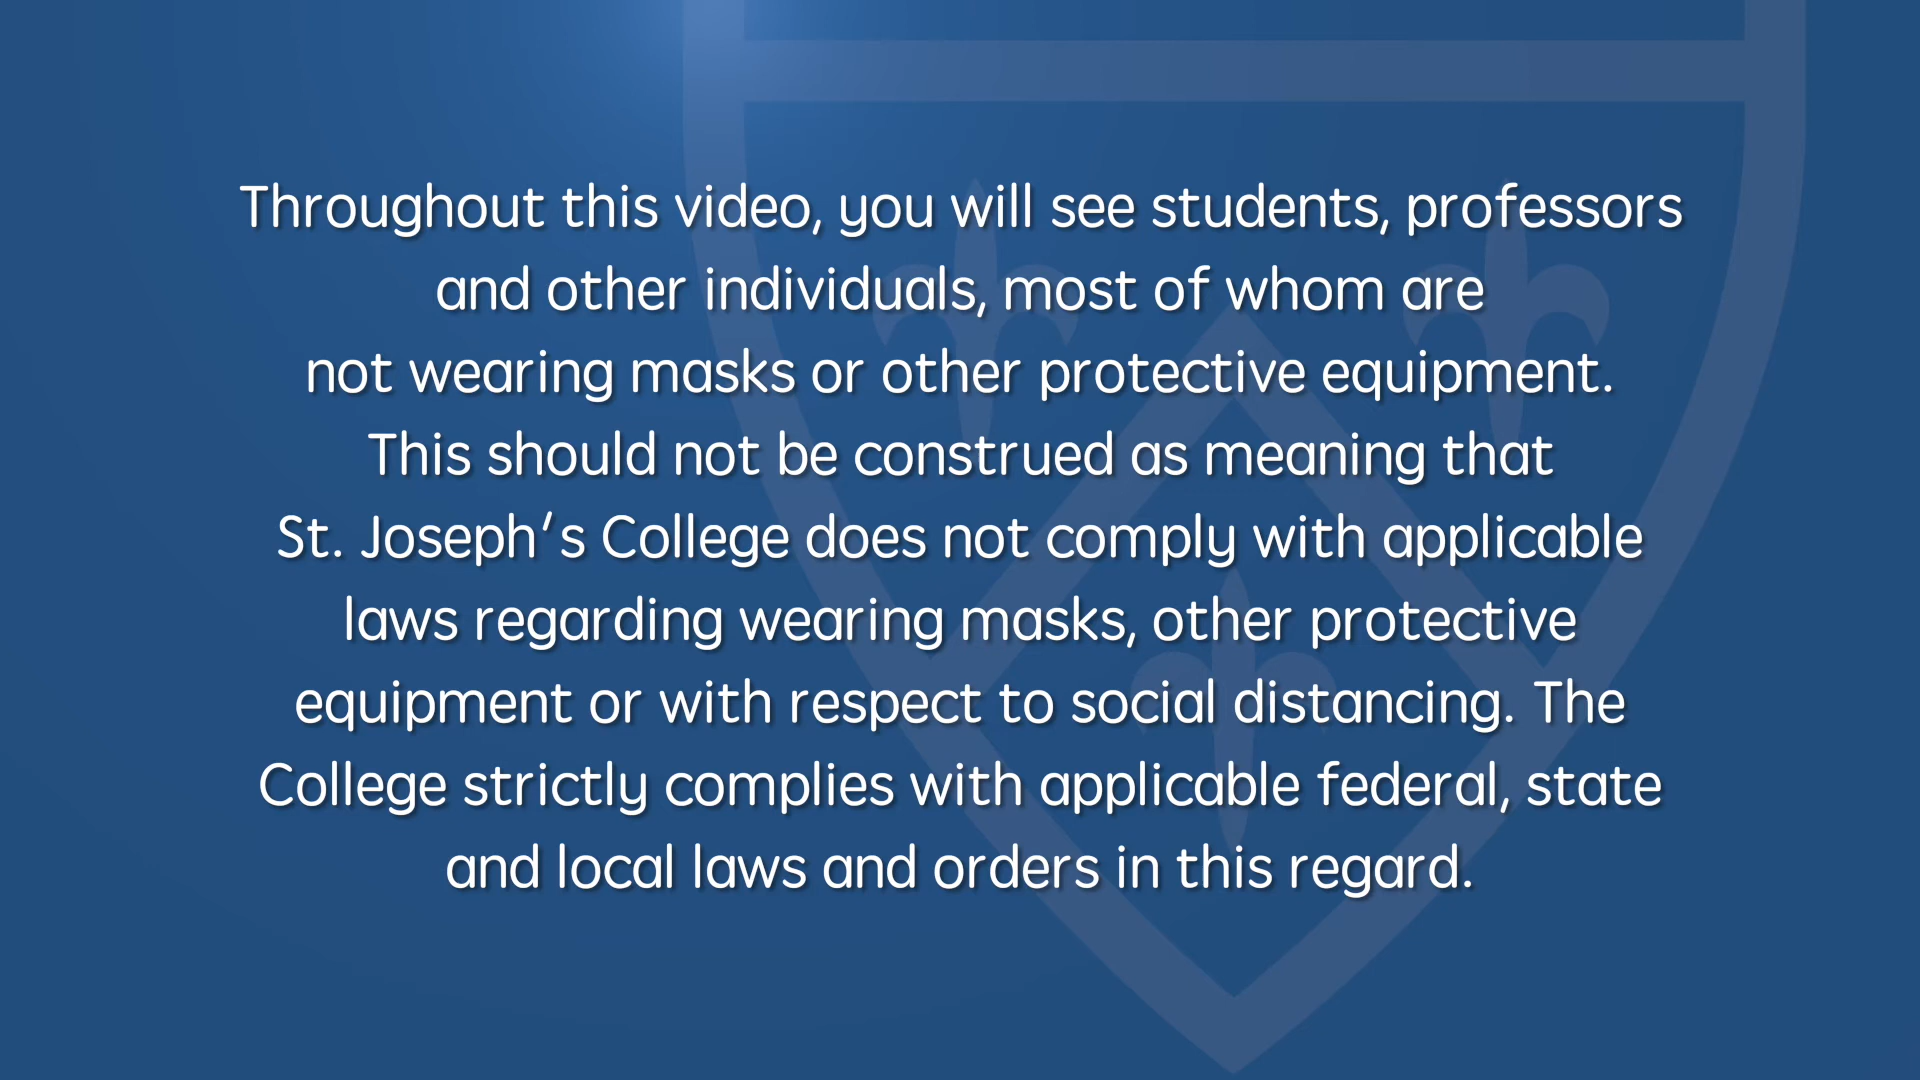 Throughout this video, you will see students, professors
and other individuals, most of whom are
not wearing masks or other protective equipment.
This should not be construed as meaning that
St. Joseph's College does not comply with applicable
laws regarding wearing masks, other protective
equipment or with respect to social distancing. The
College strictly complies with applicable federal, state
and local laws and orders in this regard.